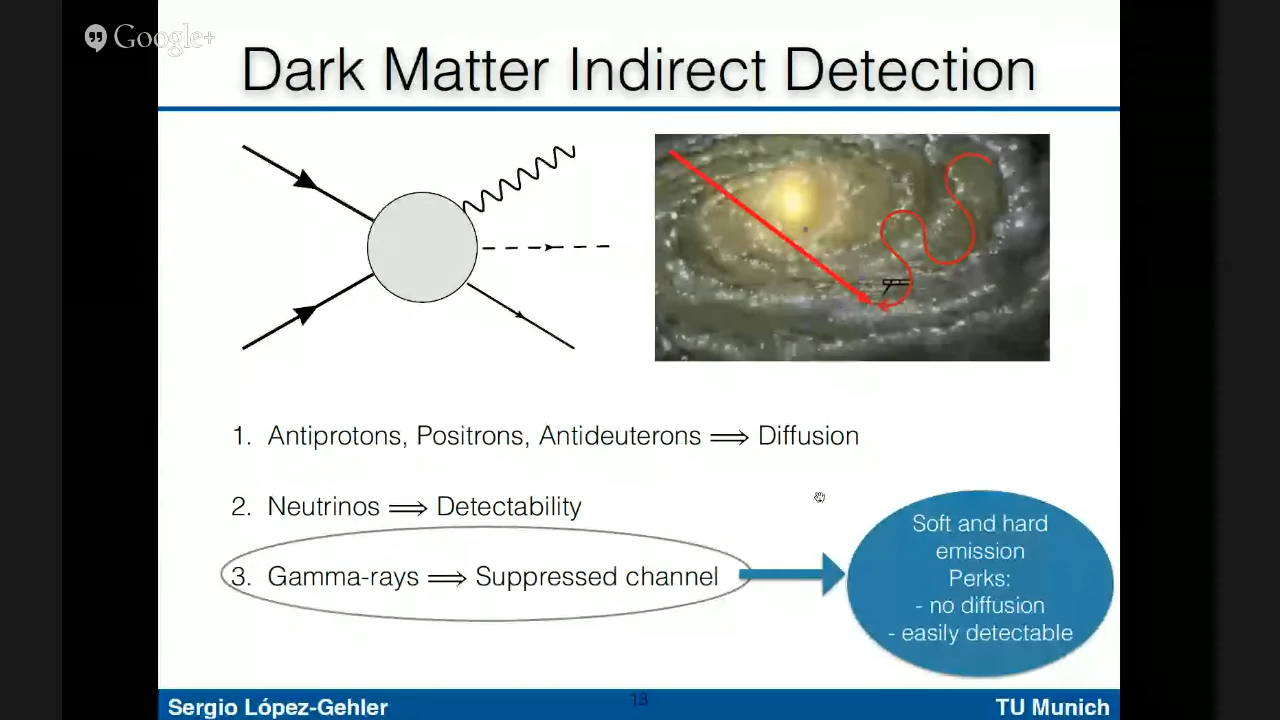 Google+
Dark Matter Indirect Detection
1. Antiprotons, Positrons, Antideuterons ⟹ Diffusion
2. Neutrinos ⟹ Detectability
3. Gamma-rays ⟹ Suppressed channel
Soft and hard
emission
Perks:
- no diffusion
- easily detectable
Sergio López-Gehler
13
TU Munich